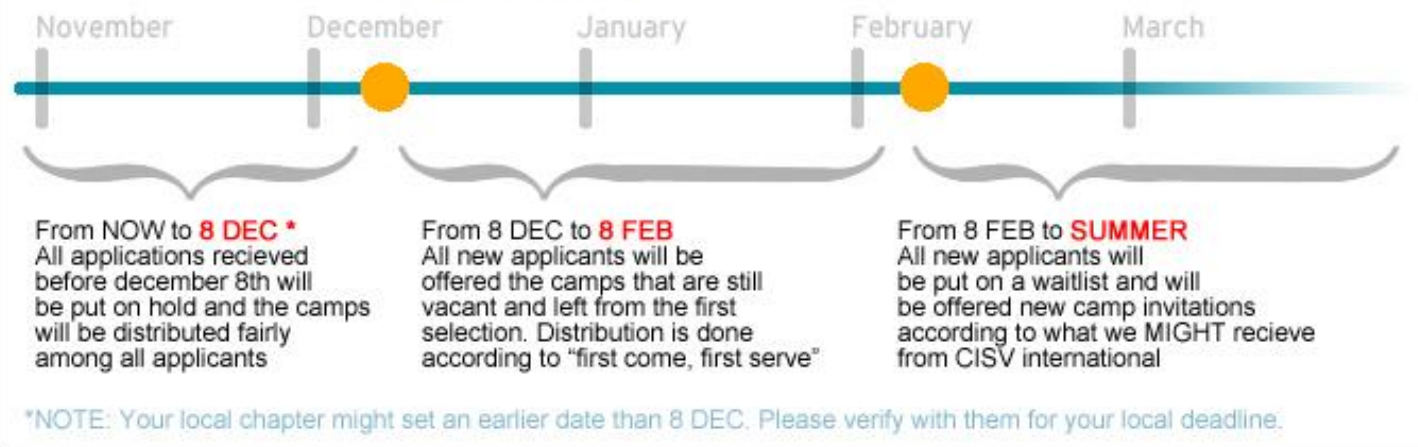 November December January February March
From NOW to 8 DEC *
All applications recieved
before december 8th will
be put on hold and the camps
will be distributed fairly
among all applicants
From 8 DEC to 8 FEB
All new applicants will be
offered the camps that are still
vacant and left from the first
selection. Distribution is done
according to “first come, first serve”
From 8 FEB to SUMMER
All new applicants will
be put on a waitlist and will
be offered new camp invitations
according to what we MIGHT recieve
from CISV international
*NOTE: Your local chapter might set an earlier date than 8 DEC. Please verify with them for your local deadline.